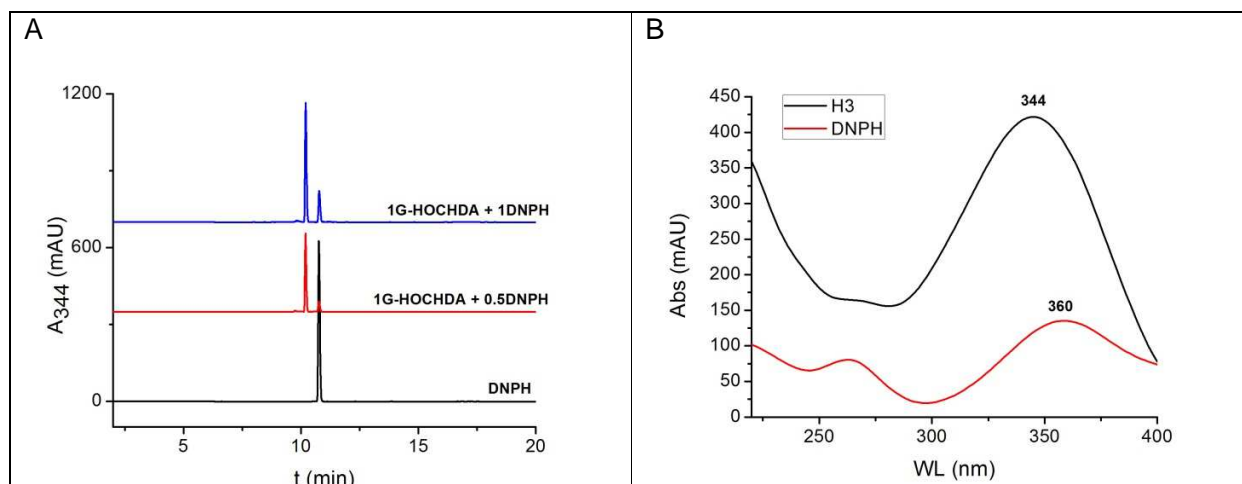 A
1200
600
0
A344 (mAU)
1G-HOCHDA + 1DNPH
1G-HOCHDA + 0.5DNPH
DNPH
5
10
15
20
t (min)
B
450
400
350
300
250
200
150
100
50
0
Abs (mAU)
H3
DNPH
344
360
250
300
350
400
WL (nm)